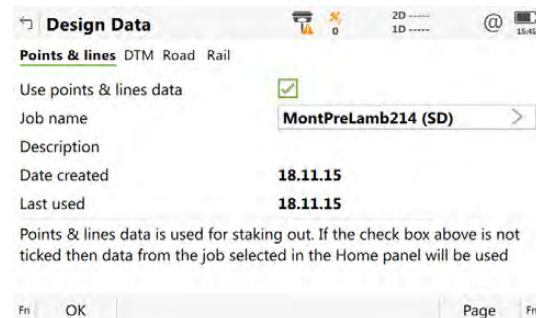 Design Data
0
2D -----
1D -----
@
15:45
Points & lines DTM Road Rail
Use points & lines data
Job name MontPreLamb214 (SD)
Description
Date created 18.11.15
Last used 18.11.15
Points & lines data is used for staking out. If the check box above is not
ticked then data from the job selected in the Home panel will be used
Fn OK Page Fn